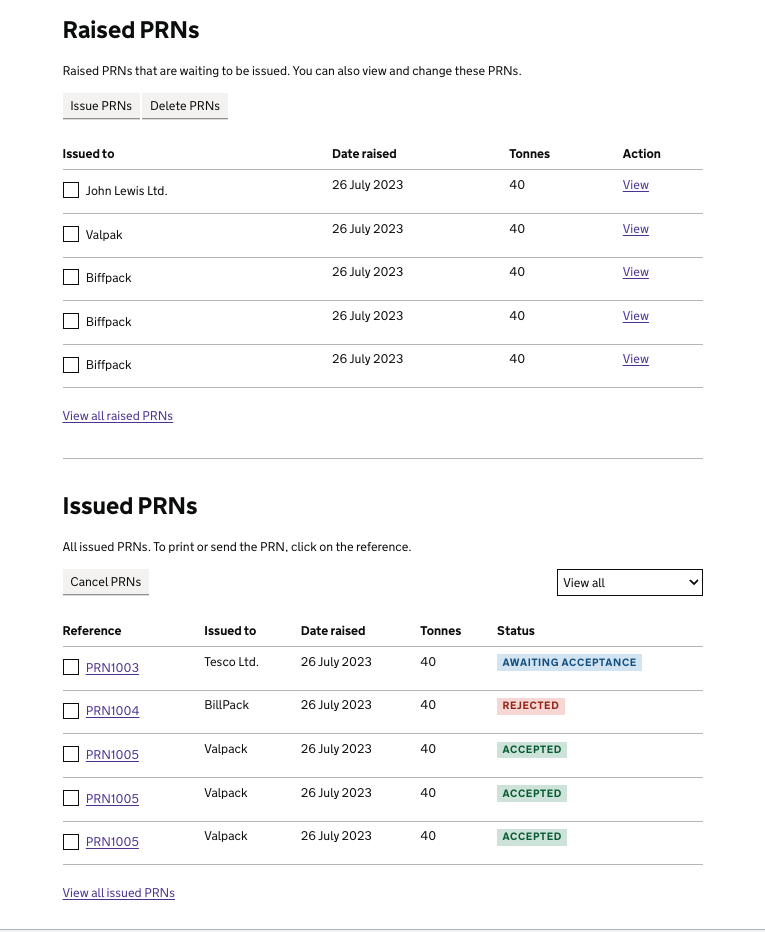 Raised PRNs
Raised PRNs that are waiting to be issued. You can also view and change these PRNs.
Issue PRNs Delete PRNs
Issued to Date raised Tonnes Action
John Lewis Ltd. 26 July 2023 40 View
Valpak 26 July 2023 40 View
Biffpack 26 July 2023 40 View
Biffpack 26 July 2023 40 View
Biffpack 26 July 2023 40 View
View all raised PRNs
Issued PRNs
All issued PRNs. To print or send the PRN, click on the reference.
Cancel PRNs View all
Reference Issued to Date raised Tonnes Status
PRN1003 Tesco Ltd. 26 July 2023 40 AWAITING ACCEPTANCE
PRN1004 BillPack 26 July 2023 40 REJECTED
PRN1005 Valpack 26 July 2023 40 ACCEPTED
PRN1005 Valpack 26 July 2023 40 ACCEPTED
PRN1005 Valpack 26 July 2023 40 ACCEPTED
View all issued PRNs